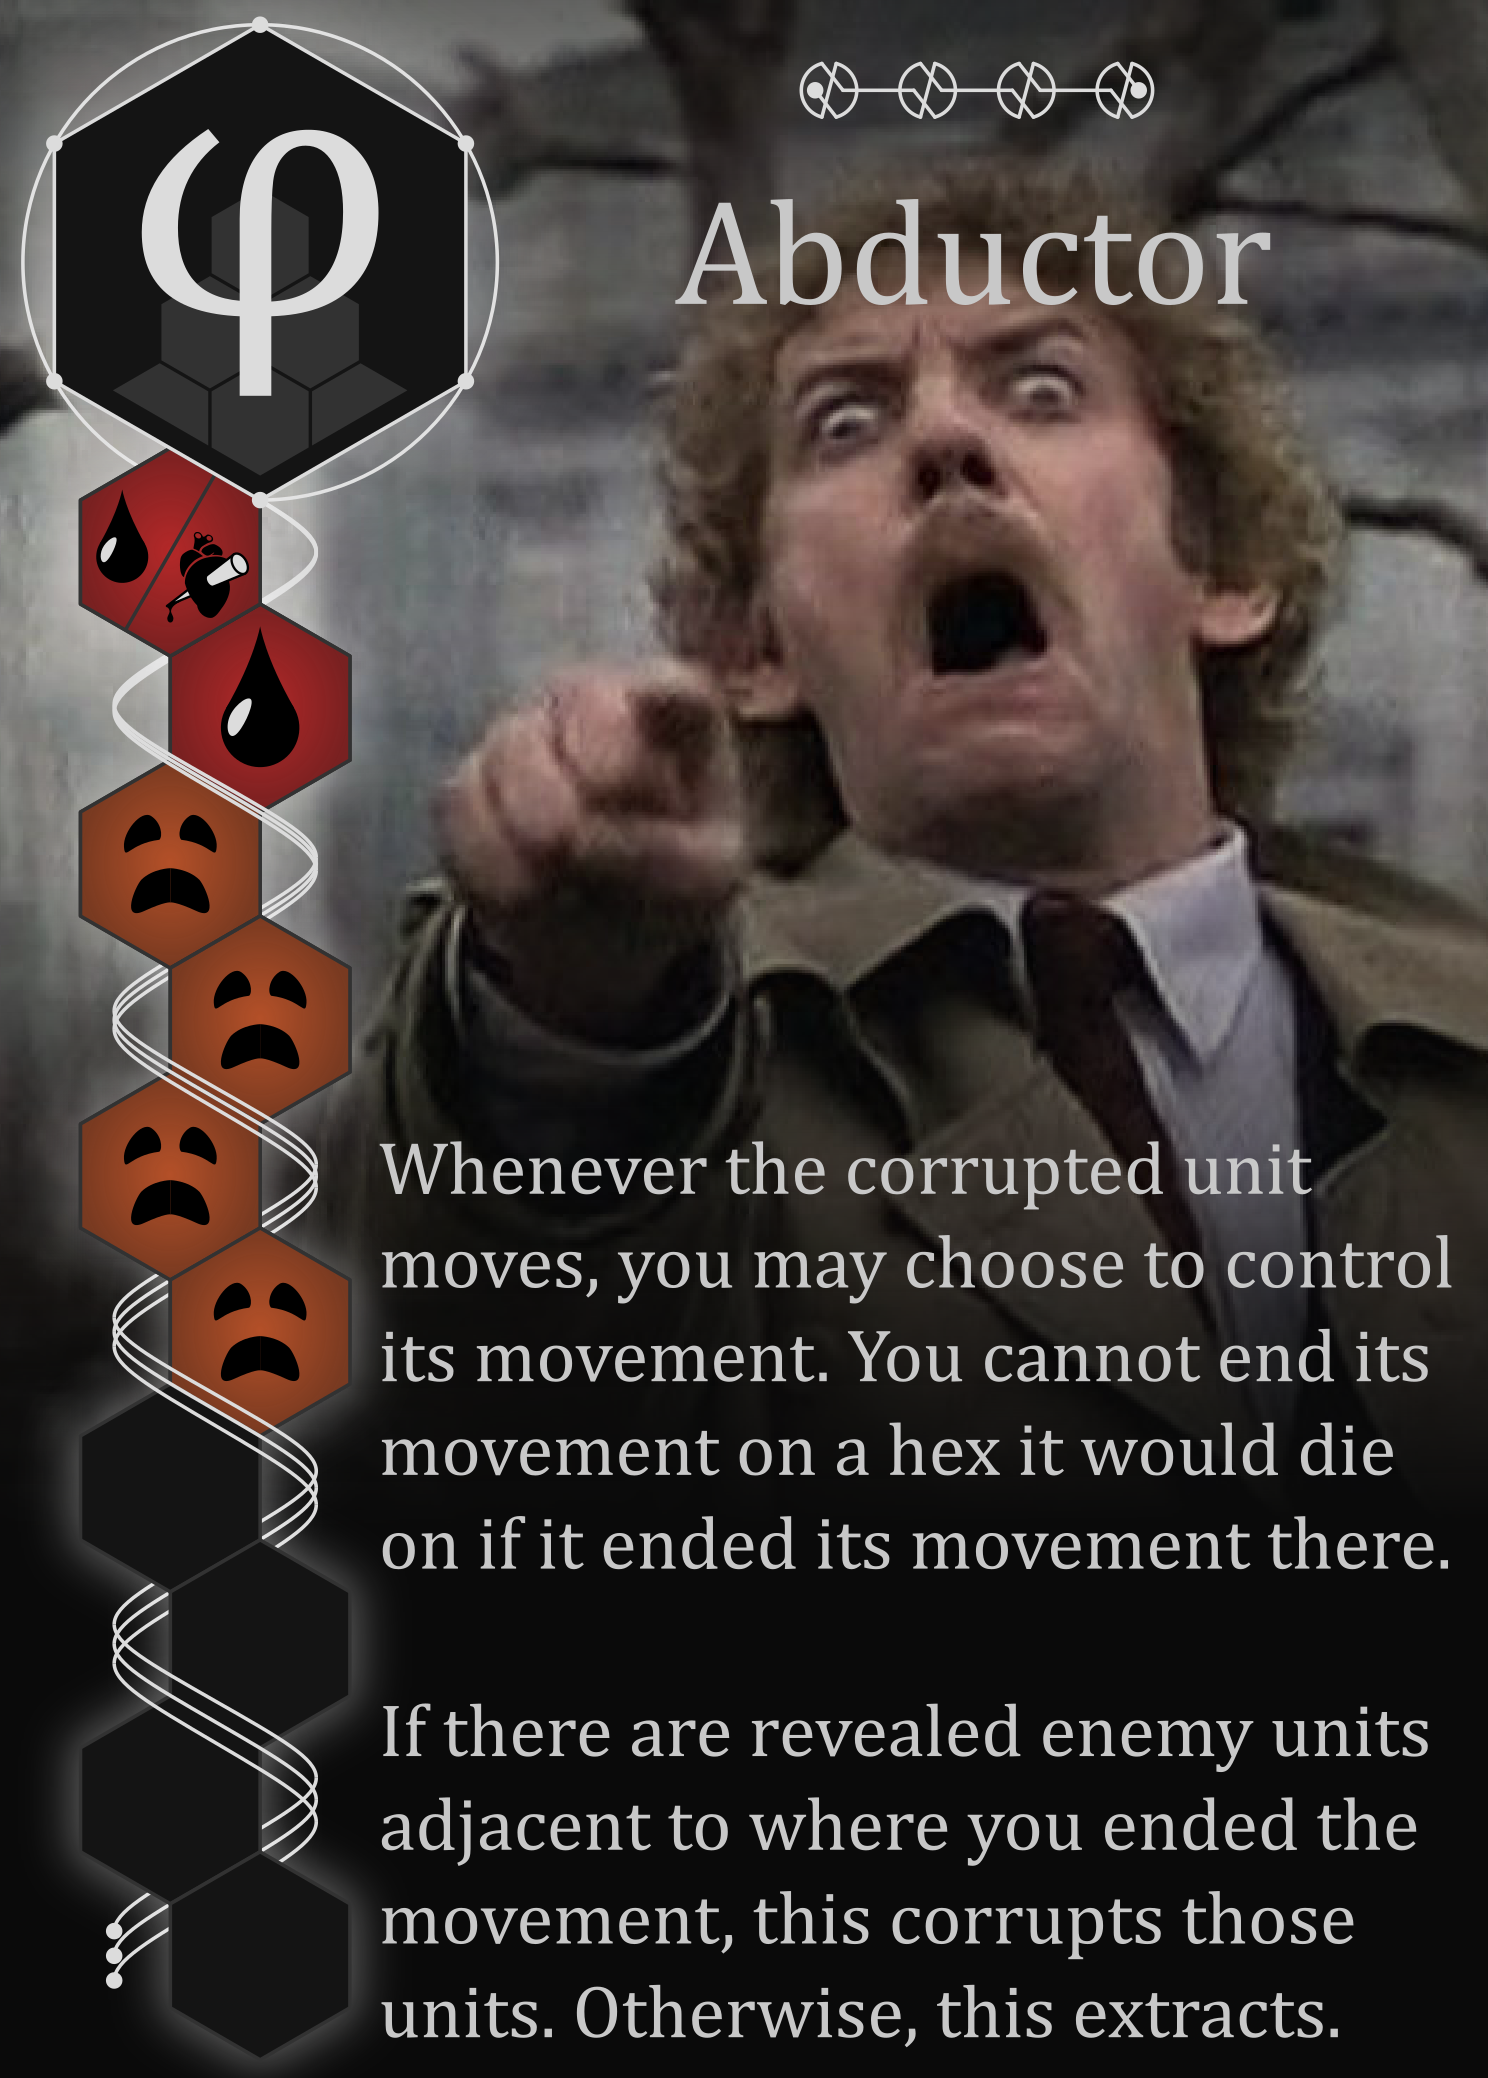 φ
Abductor
Whenever the corrupted unit
moves, you may choose to control
its movement. You cannot end its
movement on a hex it would die
on if it ended its movement there.
If there are revealed enemy units
adjacent to where you ended the
movement, this corrupts those
units. Otherwise, this extracts.